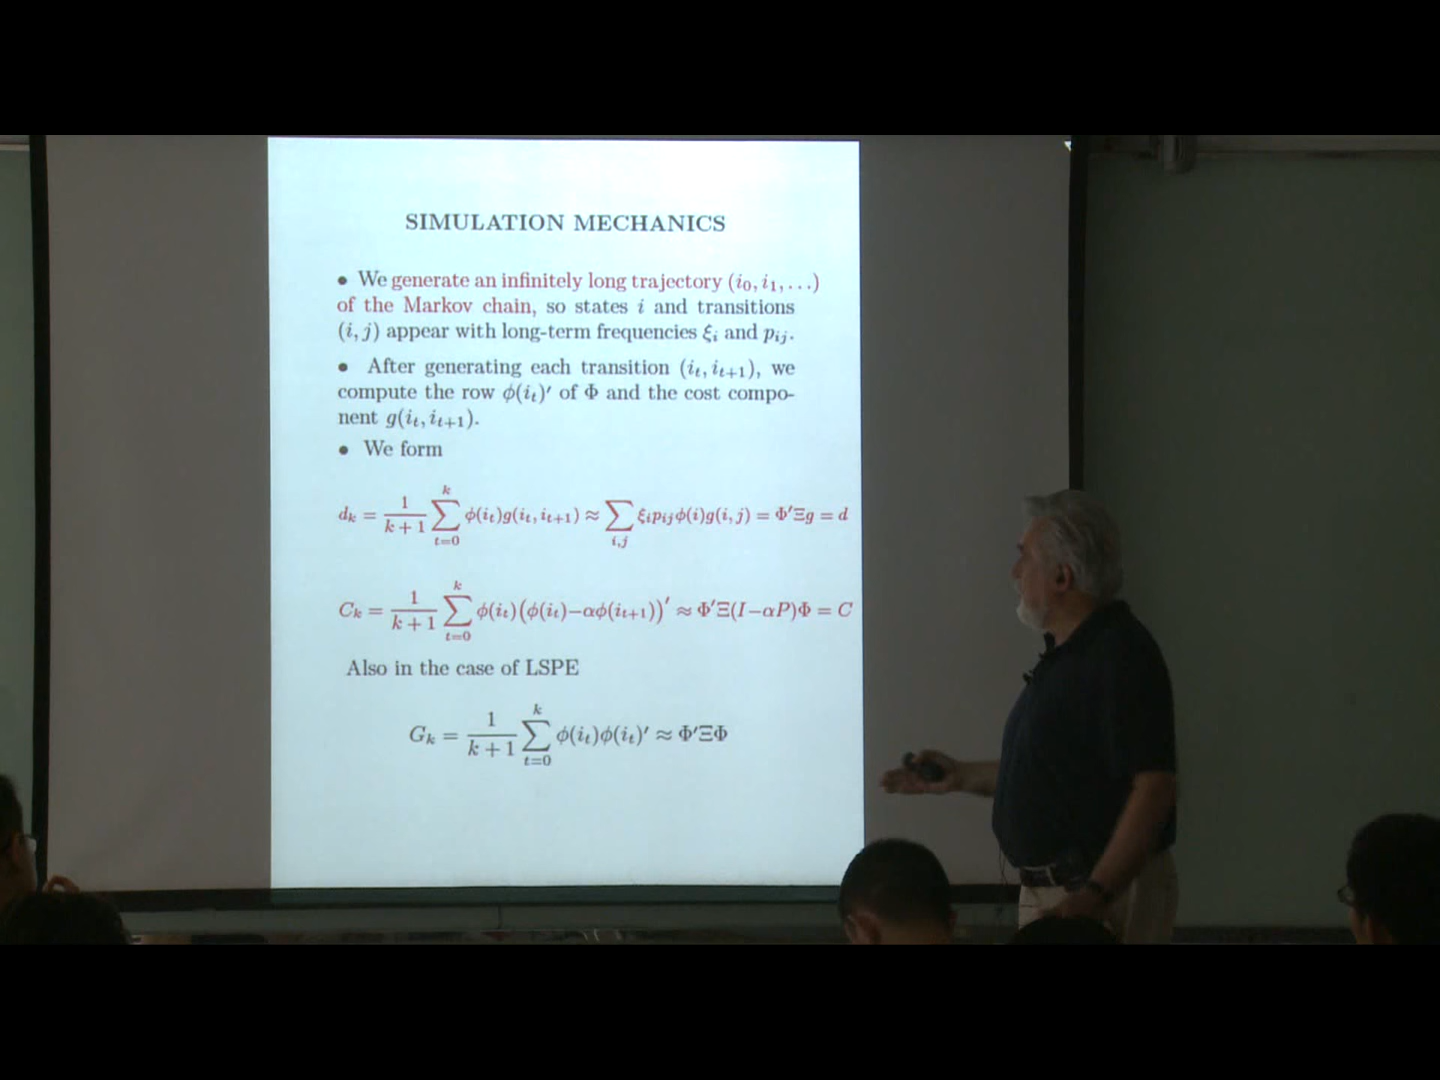 SIMULATION MECHANICS
• We generate an infinitely long trajectory (i₀, i₁, . . .)
of the Markov chain, so states i and transitions
(i, j) appear with long-term frequencies ξᵢ and pᵢⱼ.
• After generating each transition (iₜ, iₜ₊₁), we
compute the row φ(iₜ)′ of Φ and the cost compo-
nent g(iₜ, iₜ₊₁).
• We form
dₖ = 1/(k+1) ∑_{t=0}^{k} φ(iₜ)g(iₜ, iₜ₊₁) ≈ ∑_{i,j} ξᵢpᵢⱼφ(i)g(i, j) = Φ′Ξg = d
Cₖ = 1/(k+1) ∑_{t=0}^{k} φ(iₜ)(φ(iₜ)−αφ(iₜ₊₁))′ ≈ Φ′Ξ(I−αP)Φ = C
Also in the case of LSPE
Gₖ = 1/(k+1) ∑_{t=0}^{k} φ(iₜ)φ(iₜ)′ ≈ Φ′ΞΦ